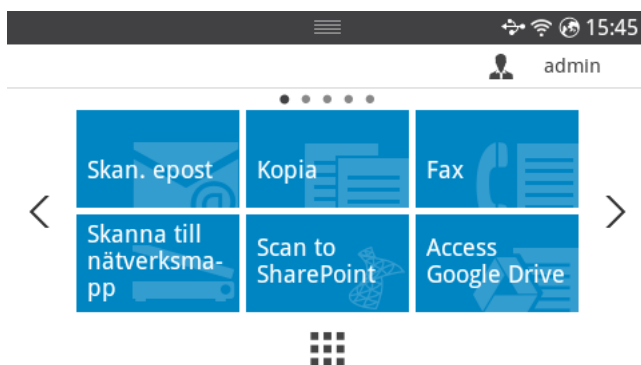 15:45
admin
Skan. epost
Kopia
Fax
Skanna till
nätverksma-
pp
Scan to
SharePoint
Access
Google Drive